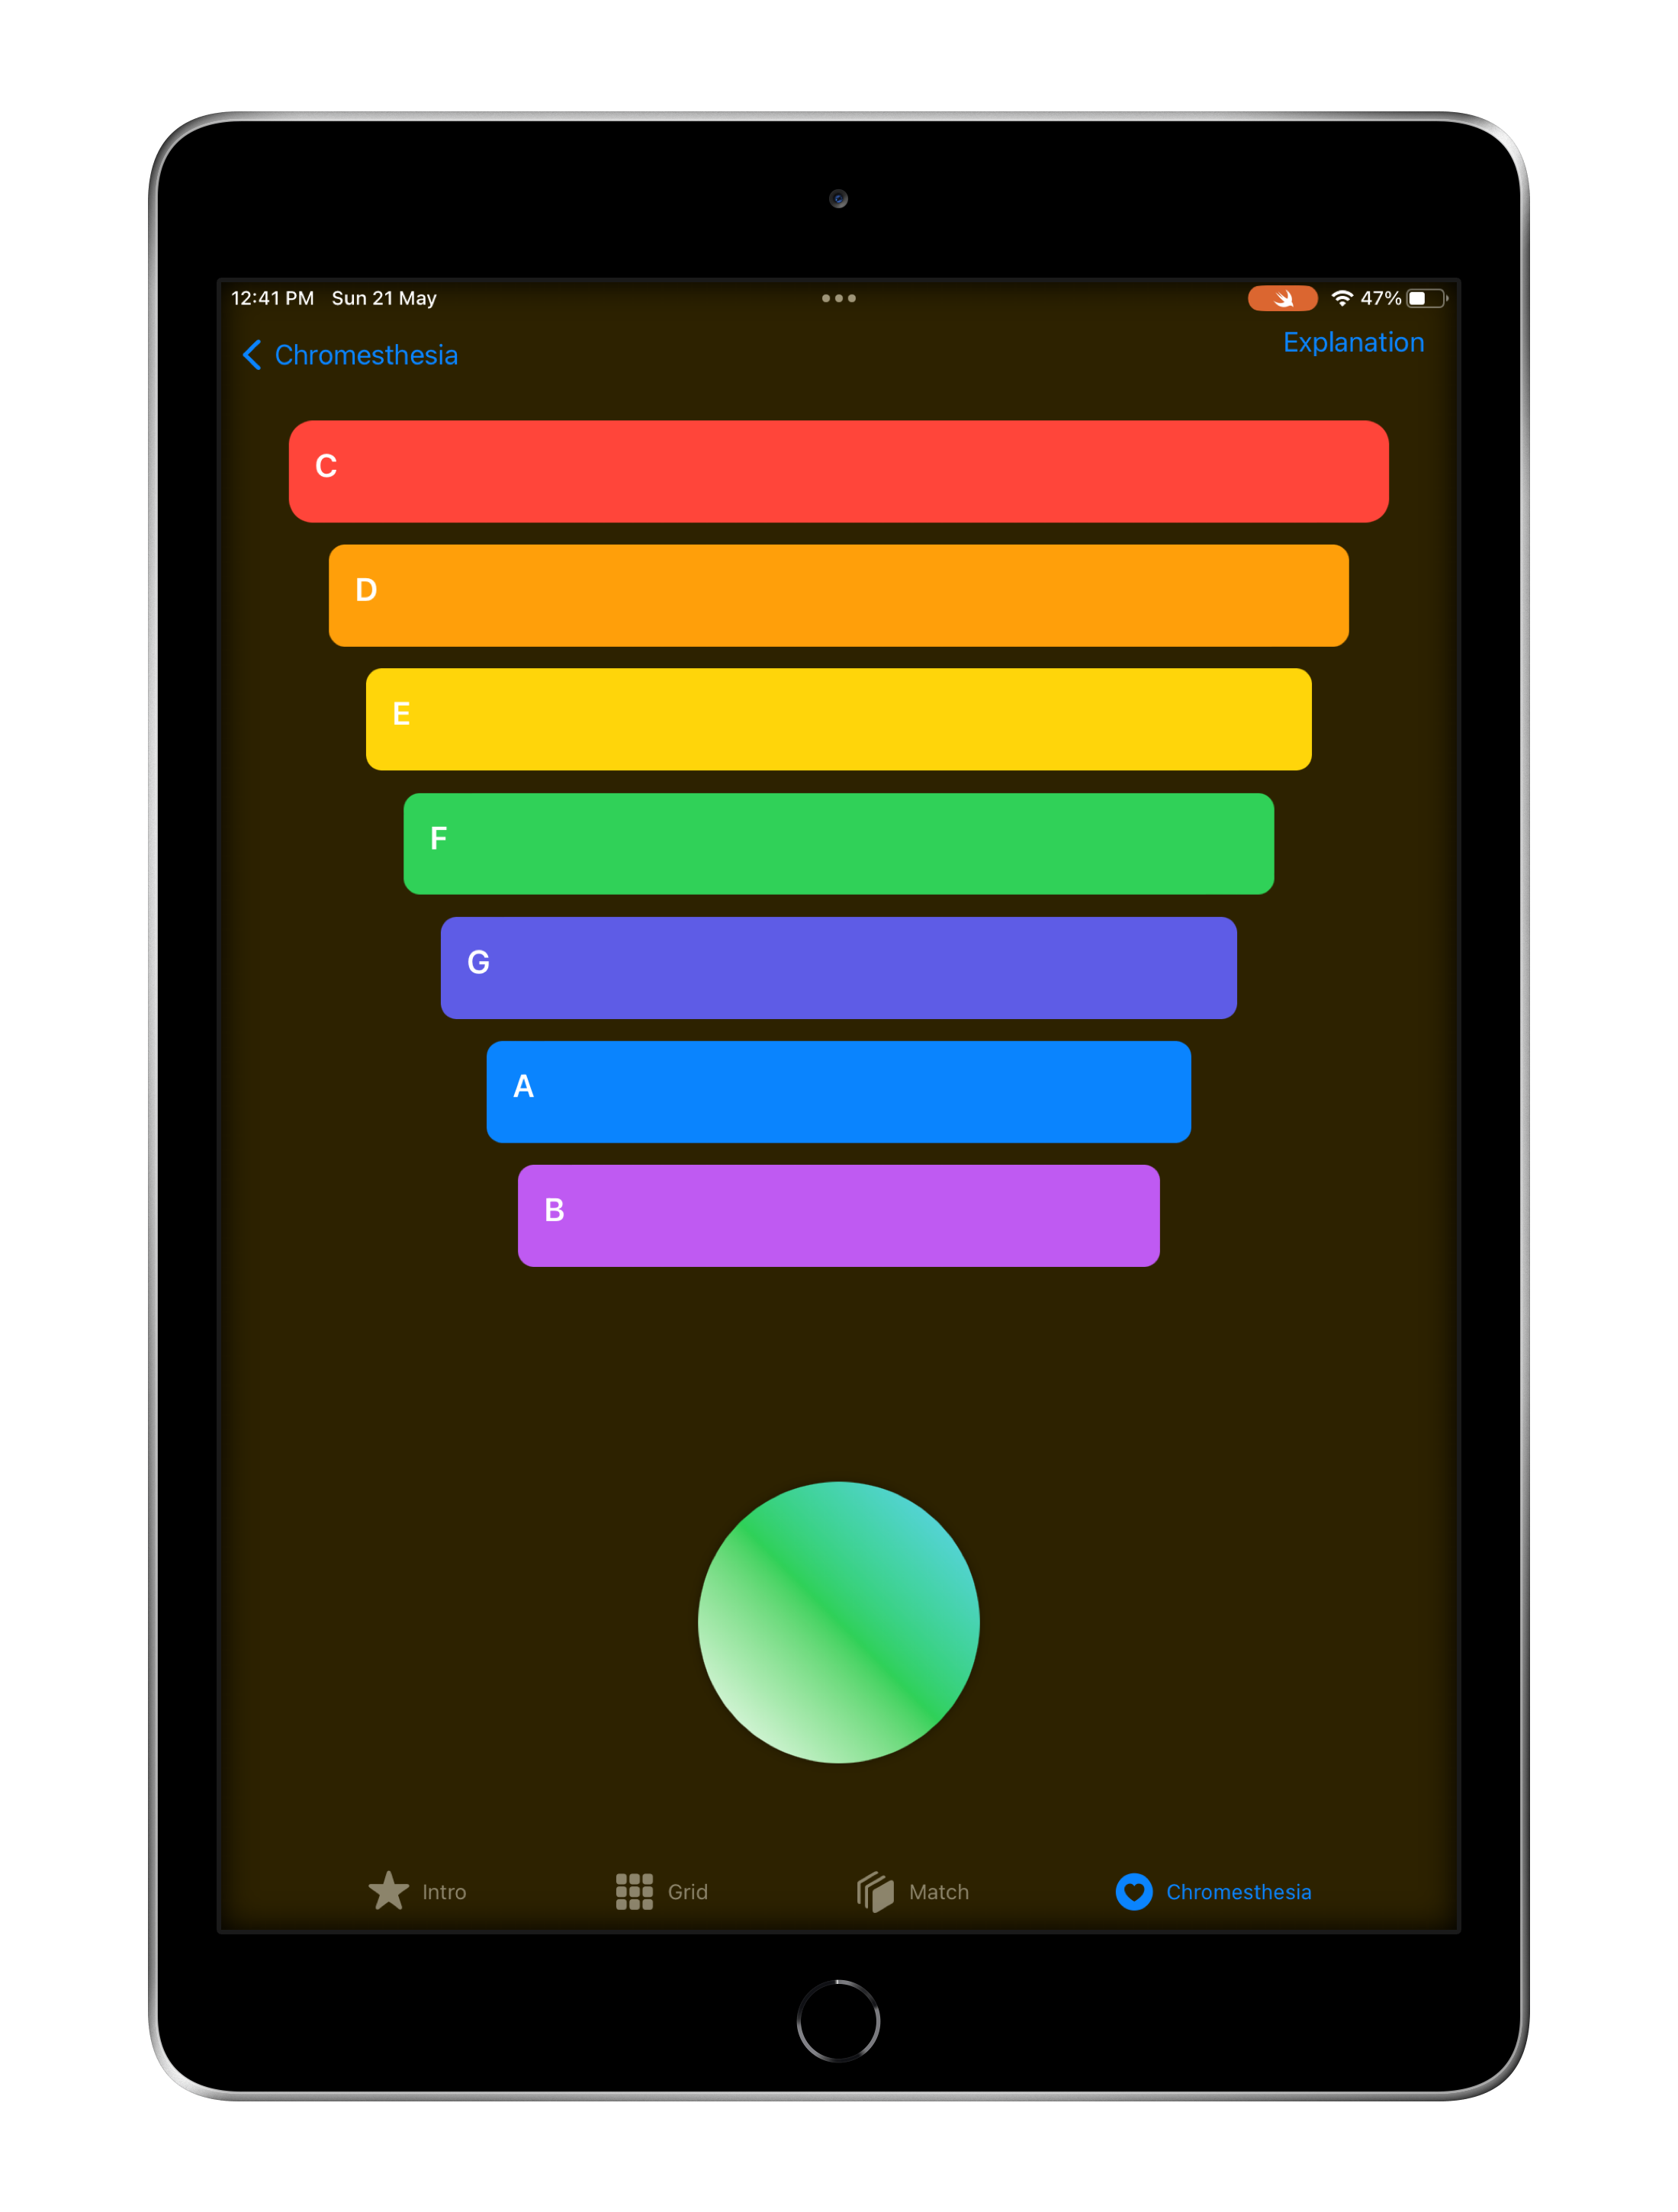 12:41 PM Sun 21 May 47%
Chromesthesia Explanation
C
D
E
F
G
A
B
Intro Grid Match Chromesthesia